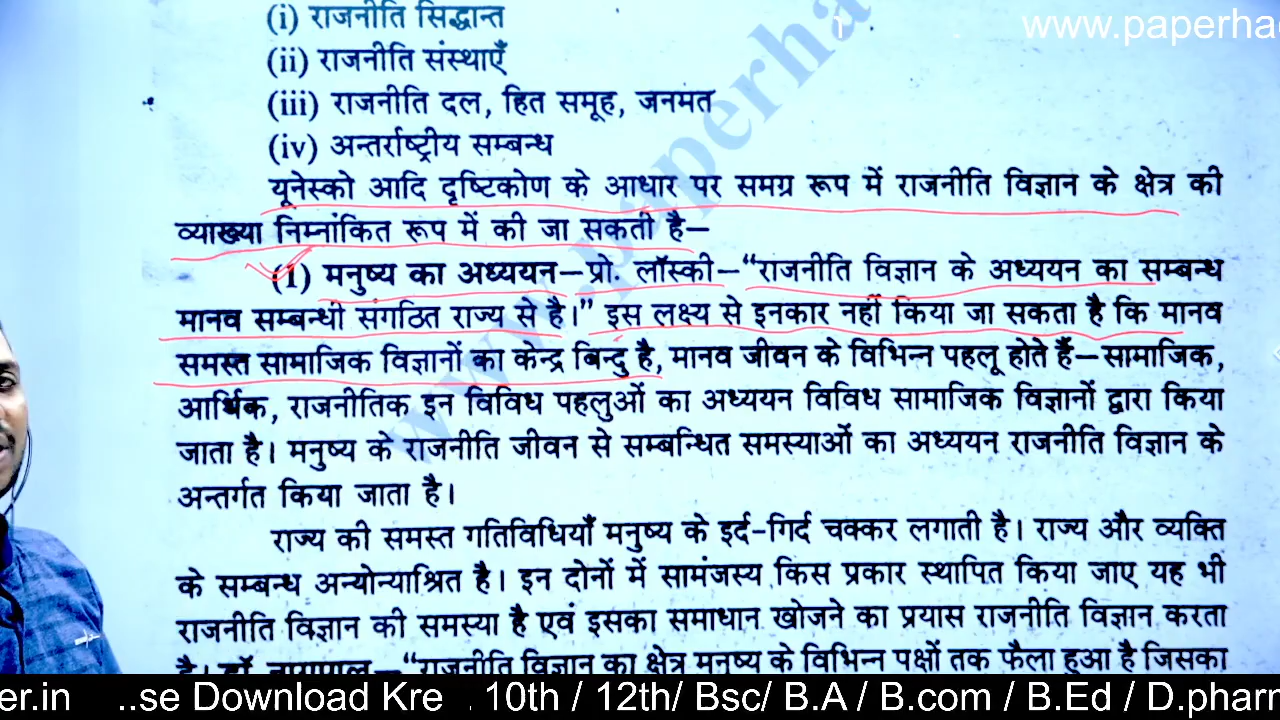 (i) राजनीति सिद्धान्त
www.paperha
(ii) राजनीति संस्थाएँ
(iii) राजनीति दल, हित समूह, जनमत
(iv) अन्तर्राष्ट्रीय सम्बन्ध
यूनेस्को आदि दृष्टिकोण के आधार पर समग्र रूप में राजनीति विज्ञान के क्षेत्र की
व्याख्या निम्नांकित रूप में की जा सकती है–
(1) मनुष्य का अध्ययन–प्रो. लॉस्की–“राजनीति विज्ञान के अध्ययन का सम्बन्ध
मानव सम्बन्धी संगठित राज्य से है।” इस लक्ष्य से इनकार नहीं किया जा सकता है कि मानव
समस्त सामाजिक विज्ञानों का केन्द्र बिन्दु है, मानव जीवन के विभिन्न पहलू होते हैं–सामाजिक,
आर्थिक, राजनीतिक इन विविध पहलुओं का अध्ययन विविध सामाजिक विज्ञानों द्वारा किया
जाता है। मनुष्य के राजनीति जीवन से सम्बन्धित समस्याओं का अध्ययन राजनीति विज्ञान के
अन्तर्गत किया जाता है।
राज्य की समस्त गतिविधियाँ मनुष्य के इर्द-गिर्द चक्कर लगाती है। राज्य और व्यक्ति
के सम्बन्ध अन्योन्याश्रित है। इन दोनों में सामंजस्य किस प्रकार स्थापित किया जाए यह भी
राजनीति विज्ञान की समस्या है एवं इसका समाधान खोजने का प्रयास राजनीति विज्ञान करता
है। डॉ. –“राजनीति विज्ञान का क्षेत्र मनुष्य के विभिन्न पक्षों तक फैला हुआ है जिसका
www.paperha
er.in ..se Download Kre . 10th / 12th/ Bsc/ B.A / B.com / B.Ed / D.pharm